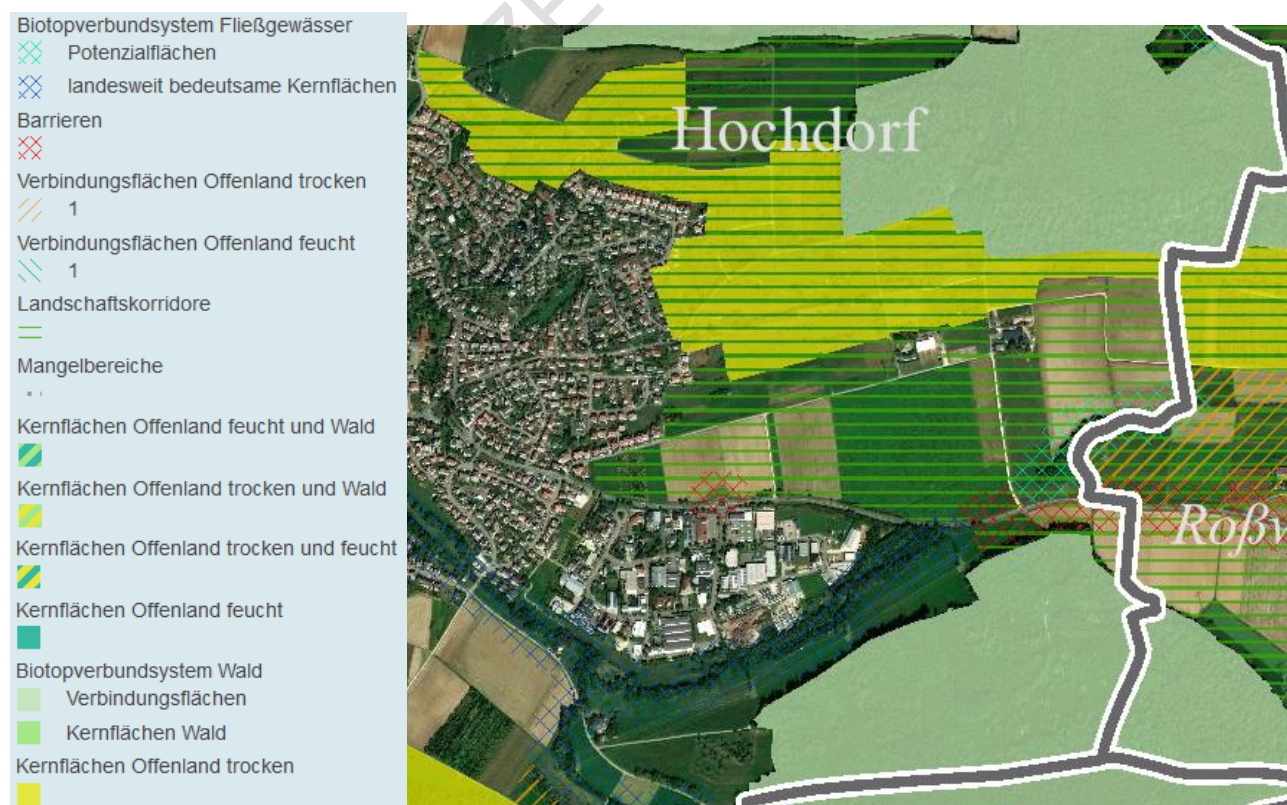 ZE
Biotopverbundsystem Fließgewässer
Potenzialflächen
landesweit bedeutsame Kernflächen
Barrieren
Verbindungsflächen Offenland trocken
1
Verbindungsflächen Offenland feucht
1
Landschaftskorridore
Mangelbereiche
Kernflächen Offenland feucht und Wald
Kernflächen Offenland trocken und Wald
Kernflächen Offenland trocken und feucht
Kernflächen Offenland feucht
Biotopverbundsystem Wald
Verbindungsflächen
Kernflächen Wald
Kernflächen Offenland trocken
Hochdorf
Roßw